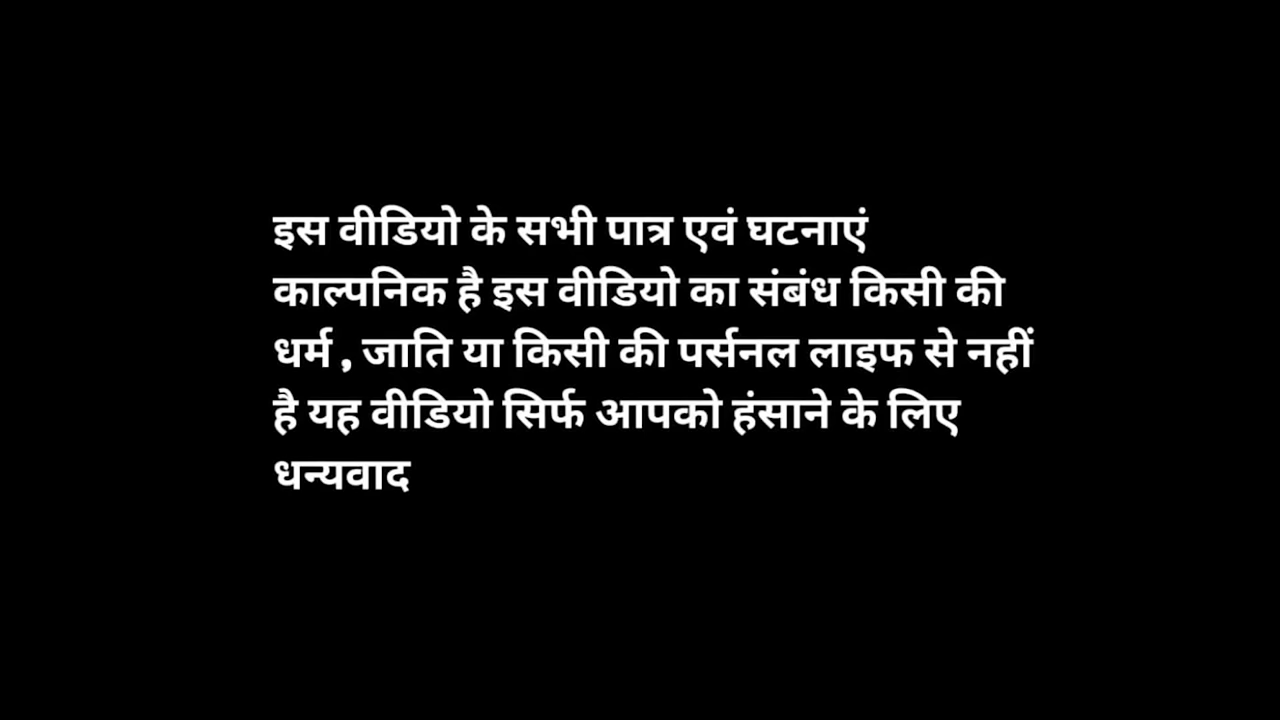 इस वीडियो के सभी पात्र एवं घटनाएं
काल्पनिक है इस वीडियो का संबंध किसी की
धर्म , जाति या किसी की पर्सनल लाइफ से नहीं
है यह वीडियो सिर्फ आपको हंसाने के लिए
धन्यवाद